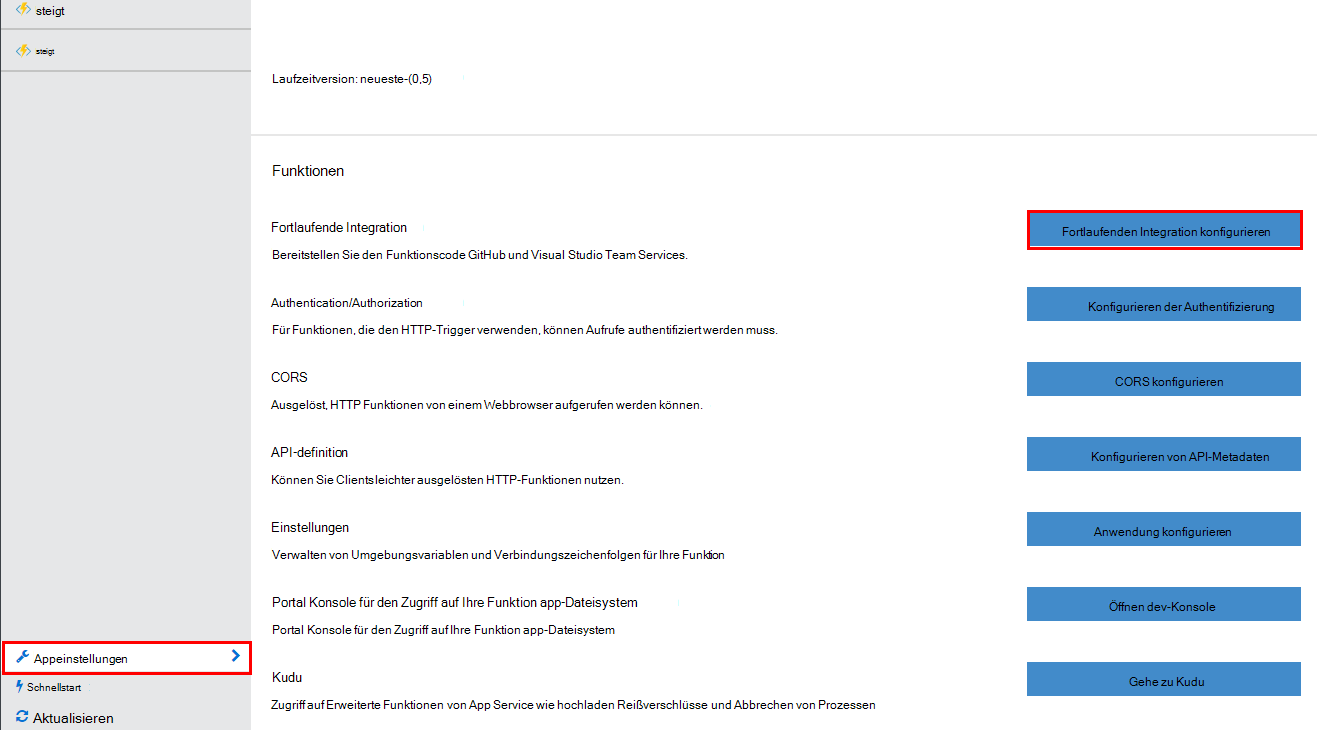 steigt
steigt
Laufzeitversion: neueste-(0,5)
Funktionen
Fortlaufende Integration
Fortlaufenden Integration konfigurieren
Bereitstellen Sie den Funktionscode GitHub und Visual Studio Team Services.
Authentication/Authorization
Konfigurieren der Authentifizierung
Für Funktionen, die den HTTP-Trigger verwenden, können Aufrufe authentifiziert werden muss.
CORS
CORS konfigurieren
Ausgelöst, HTTP Funktionen von einem Webbrowser aufgerufen werden können.
API-definition
Konfigurieren von API-Metadaten
Können Sie Clients leichter ausgelösten HTTP-Funktionen nutzen.
Einstellungen
Anwendung konfigurieren
Verwalten von Umgebungsvariablen und Verbindungszeichenfolgen für Ihre Funktion
Portal Konsole für den Zugriff auf Ihre Funktion app-Dateisystem
Öffnen dev-Konsole
Portal Konsole für den Zugriff auf Ihre Funktion app-Dateisystem
Kudu
Gehe zu Kudu
Zugriff auf Erweiterte Funktionen von App Service wie hochladen Reißverschlüsse und Abbrechen von Prozessen
Appeinstellungen
Schnellstart
Aktualisieren